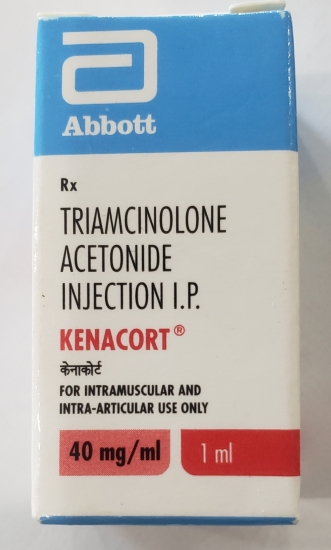 Abbott
Rx
TRIAMCINOLONE
ACETONIDE
INJECTION I.P.
KENACORT®
केनाकोर्ट
FOR INTRAMUSCULAR AND
INTRA-ARTICULAR USE ONLY
40 mg/ml 1 ml